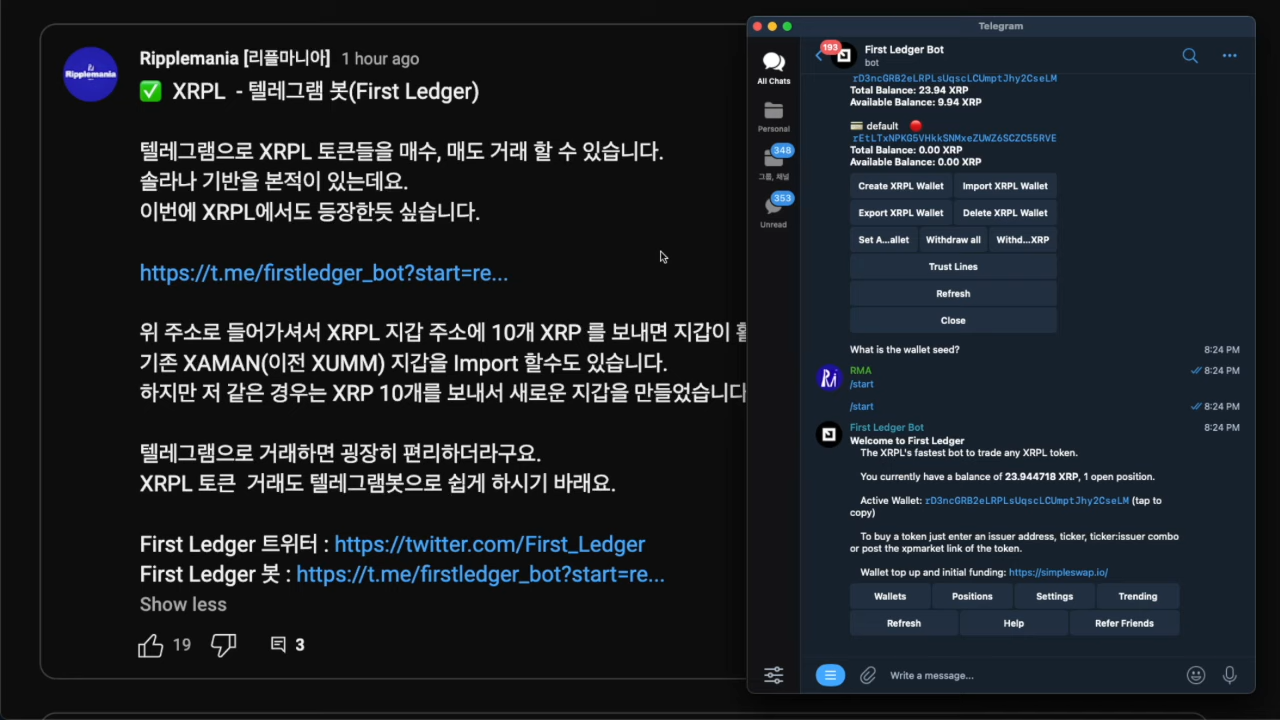 Ripplemania
Ripplemania [리플마니아] 1 hour ago
✅ XRPL - 텔레그램 봇(First Ledger)
텔레그램으로 XRPL 토큰들을 매수, 매도 거래 할 수 있습니다.
솔라나 기반을 본적이 있는데요.
이번에 XRPL에서도 등장한듯 싶습니다.
https://t.me/firstledger_bot?start=re...
위 주소로 들어가셔서 XRPL 지갑 주소에 10개 XRP 를 보내면 지갑이
기존 XAMAN(이전 XUMM) 지갑을 Import 할수도 있습니다.
하지만 저 같은 경우는 XRP 10개를 보내서 새로운 지갑을 만들었습니다
텔레그램으로 거래하면 굉장히 편리하더라구요.
XRPL 토큰 거래도 텔레그램봇으로 쉽게 하시기 바래요.
First Ledger 트위터 : https://twitter.com/First_Ledger
First Ledger 봇 : https://t.me/firstledger_bot?start=re...
Show less
19
3
Telegram
193
First Ledger Bot
bot
All Chats
Personal
348
그룹, 채널
353
Unread
rD3ncGRB2eLRPLsUqscLCUmptJhy2CseLM
Total Balance: 23.94 XRP
Available Balance: 9.94 XRP
default
rEtLTxNPKG5VHkkSNMxeZUWZ6SCZC55RVE
Total Balance: 0.00 XRP
Available Balance: 0.00 XRP
Create XRPL Wallet Import XRPL Wallet
Export XRPL Wallet Delete XRPL Wallet
Set A...allet Withdraw all Withd...XRP
Trust Lines
Refresh
Close
What is the wallet seed? 8:24 PM
RMA 8:24 PM
/start
/start 8:24 PM
First Ledger Bot 8:24 PM
Welcome to First Ledger
The XRPL's fastest bot to trade any XRPL token.
You currently have a balance of 23.944718 XRP, 1 open position.
Active Wallet: rD3ncGRB2eLRPLsUqscLCUmptJhy2CseLM (tap to
copy)
To buy a token just enter an issuer address, ticker, ticker:issuer combo
or post the xpmarket link of the token.
Wallet top up and initial funding: https://simpleswap.io/
Wallets Positions Settings Trending
Refresh Help Refer Friends
Write a message...